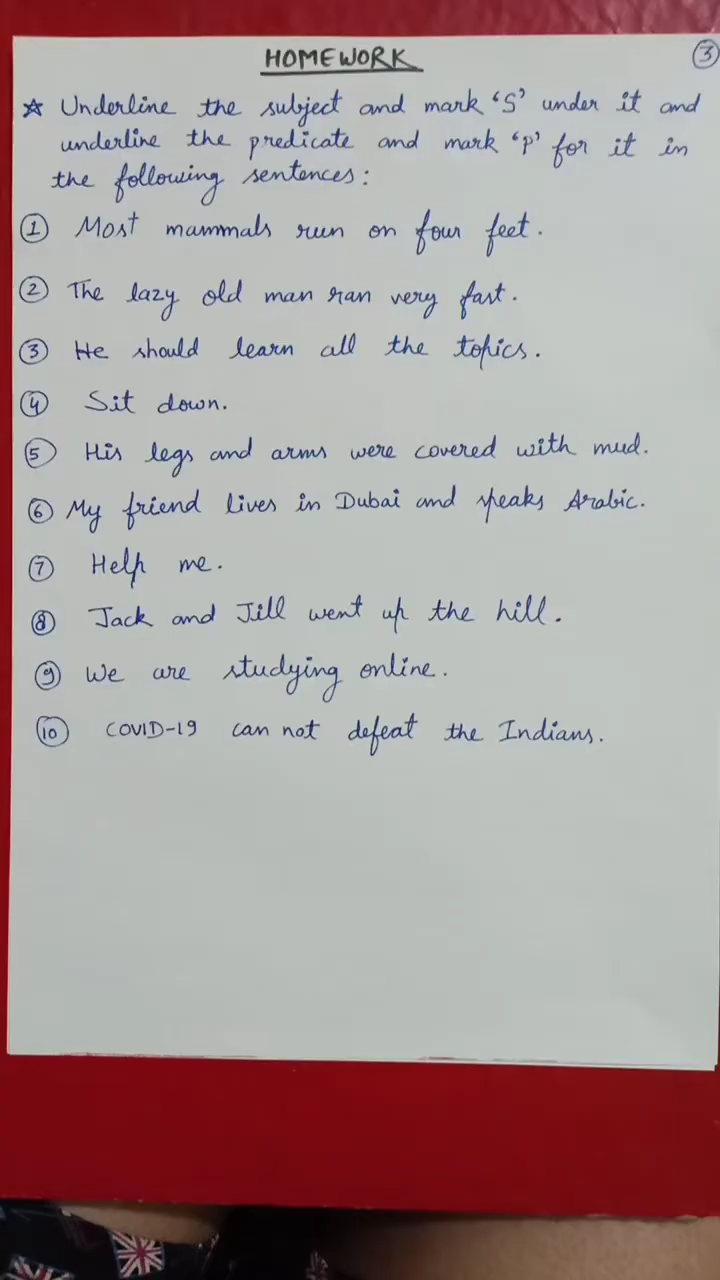 HOMEWORK
3
☆ Underline the subject and mark 'S' under it and
underline the predicate and mark 'P' for it in
the following sentences:
1 Most mammals run on four feet.
2 The lazy old man ran very fast.
3 He should learn all the topics.
4 Sit down.
5 His legs and arms were covered with mud.
6 My friend lives in Dubai and speaks Arabic.
7 Help me.
8 Jack and Jill went up the hill.
9 We are studying online.
10 COVID-19 can not defeat the Indians.